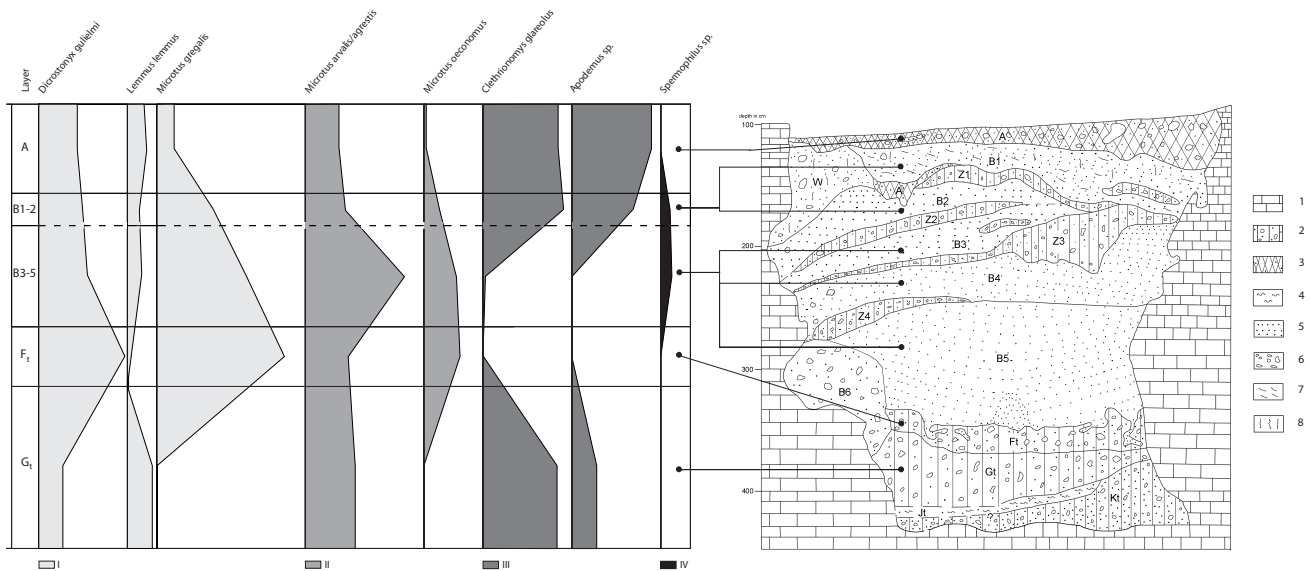 Layer
Dicrostonyx gulielmi
Lemmus lemmus
Microtus gregalis
Microtus arvalis/agrestis
Microtus oeconomus
Clethrionomys glareolus
Apodemus sp.
Spermophilus sp.
A
B1-2
B3-5
Ft
Gt
I
II
III
IV
depth in cm
100
200
300
400
A
B1
W
Z1
A
B2
Z2
B3
Z3
B4
Z4
B5
B6
Ft
Gt
Kt
Jt
1
2
3
4
5
6
7
8